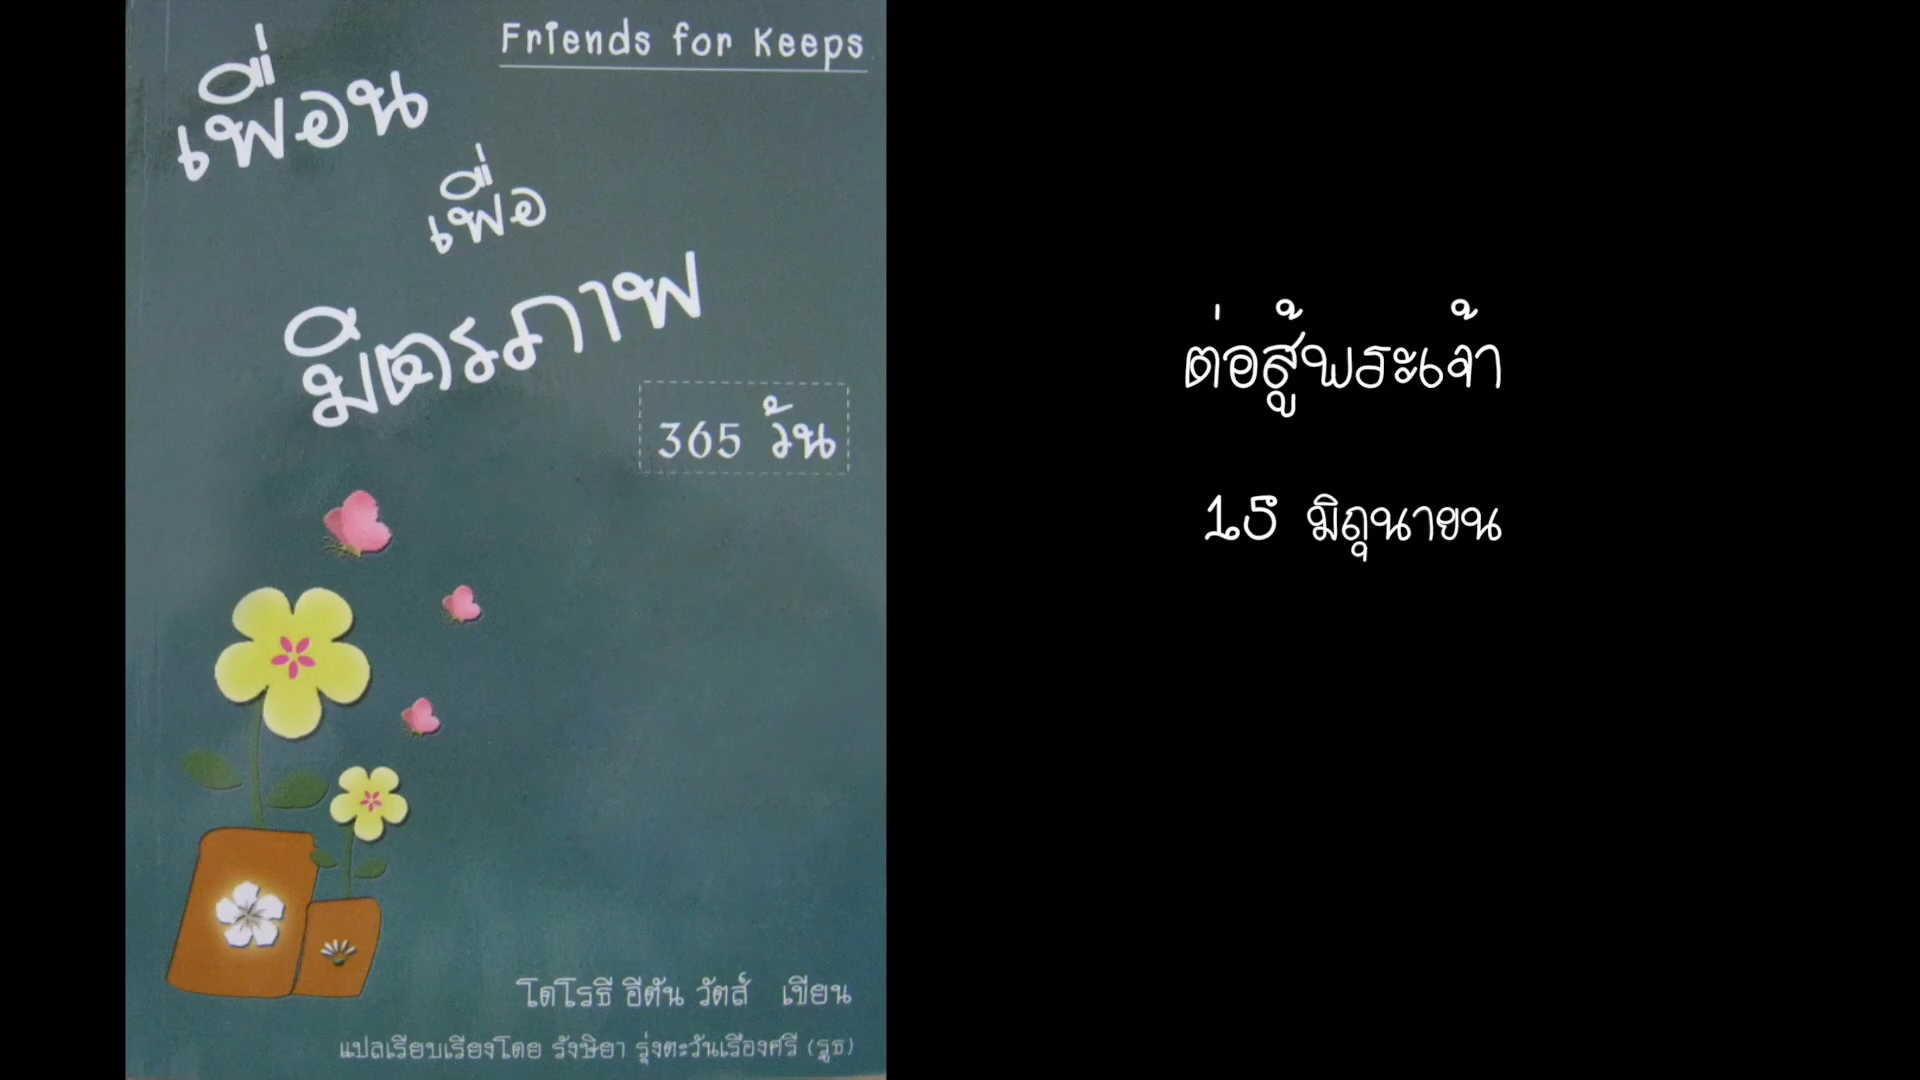 Friends for Keeps
เพื่อน
เพื่อ
มิตรภาพ
365 วัน
โดโรธี อีตัน วัตส์ เขียน
แปลเรียบเรียงโดย รังษิยา รุ่งตะวันเรืองศรี (รูธ)
ต่อสู้พระเจ้า
15 มิถุนายน